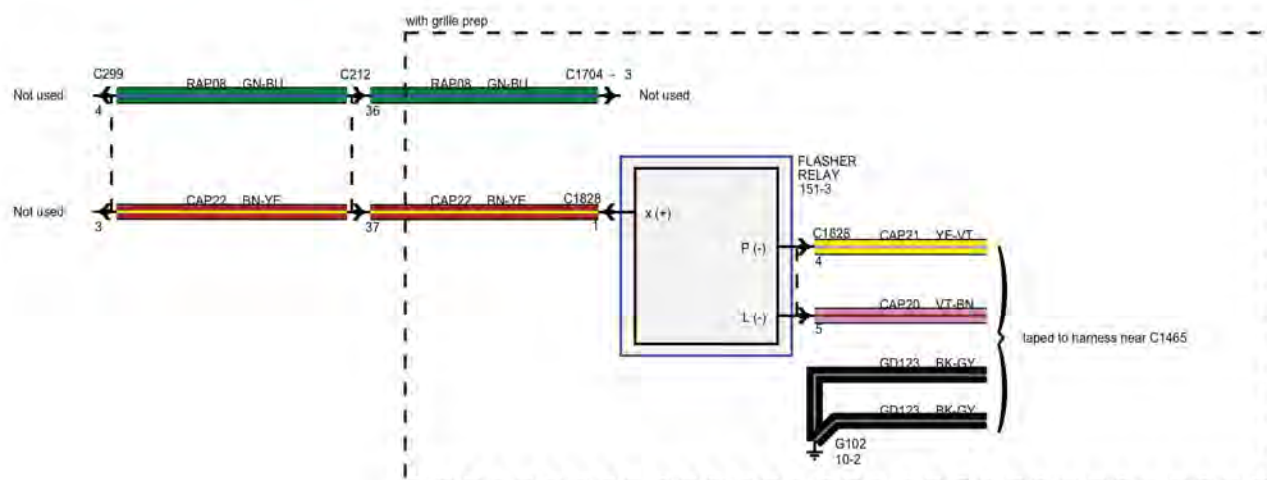 with grille prep
C299
RAP08 GN-BU
C212
RAP08 GN-BU
C1704 - 3
Not used
4
36
Not used
FLASHER
RELAY
151-3
Not used
CAP22 BN-YE
CAP22 BN-YE
C1828
x (+)
3
37
1
P (-)
C1828
CAP21 YE-VT
4
L (-)
CAP20 VT-BN
5
taped to harness near C1465
GD123 BK-GY
GD123 BK-GY
G102
10-2